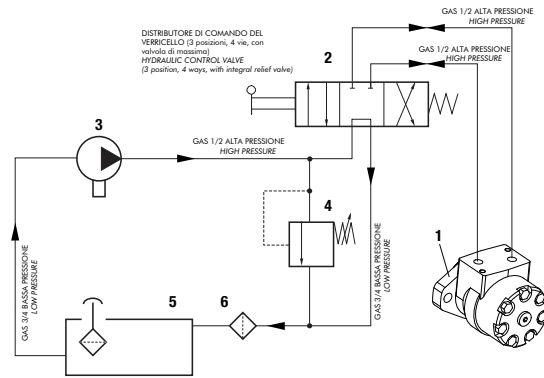 DISTRIBUTORE DI COMANDO DEL
VERRICELLO (3 posizioni, 4 vie, con
valvola di massima)
HYDRAULIC CONTROL VALVE
(3 position, 4 ways, with integral relief valve)
2
GAS 1/2 ALTA PRESSIONE
HIGH PRESSURE
GAS 1/2 ALTA PRESSIONE
HIGH PRESSURE
3
GAS 1/2 ALTA PRESSIONE
HIGH PRESSURE
4
1
GAS 3/4 BASSA PRESSIONE
LOW PRESSURE
GAS 3/4 BASSA PRESSIONE
LOW PRESSURE
5
6